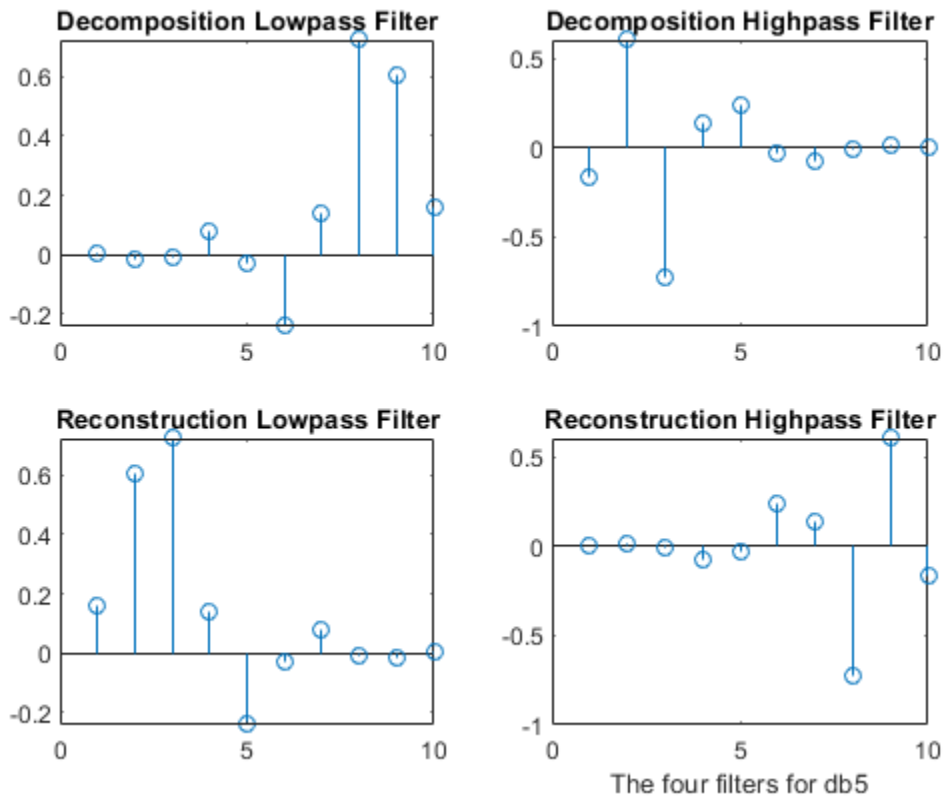 Decomposition Lowpass Filter
0.6
0.4
0.2
0
-0.2
0 5 10
Decomposition Highpass Filter
0.5
0
-0.5
-1
0 5 10
Reconstruction Lowpass Filter
0.6
0.4
0.2
0
-0.2
0 5 10
Reconstruction Highpass Filter
0.5
0
-0.5
-1
0 5 10
The four filters for db5